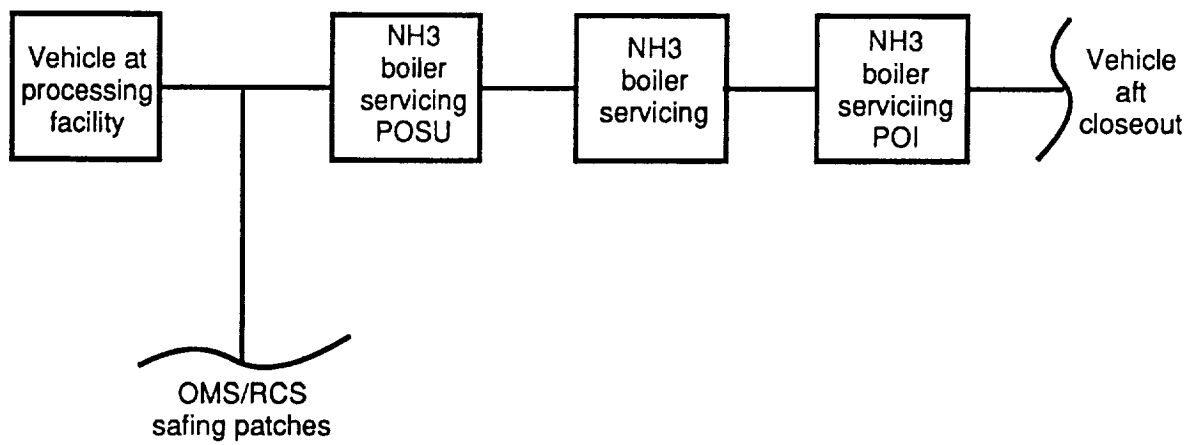 Vehicle at
processing
facility
NH3
boiler
servicing
POSU
NH3
boiler
servicing
NH3
boiler
serviciing
POI
Vehicle
aft
closeout
OMS/RCS
safing patches